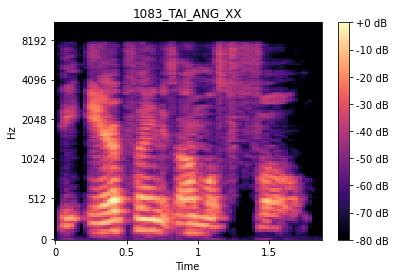 1083_TAI_ANG_XX
+0 dB
8192
-10 dB
4096
-20 dB
-30 dB
2048
Hz
-40 dB
1024
-50 dB
512
-60 dB
-70 dB
0
-80 dB
0 0.5 1 1.5
Time